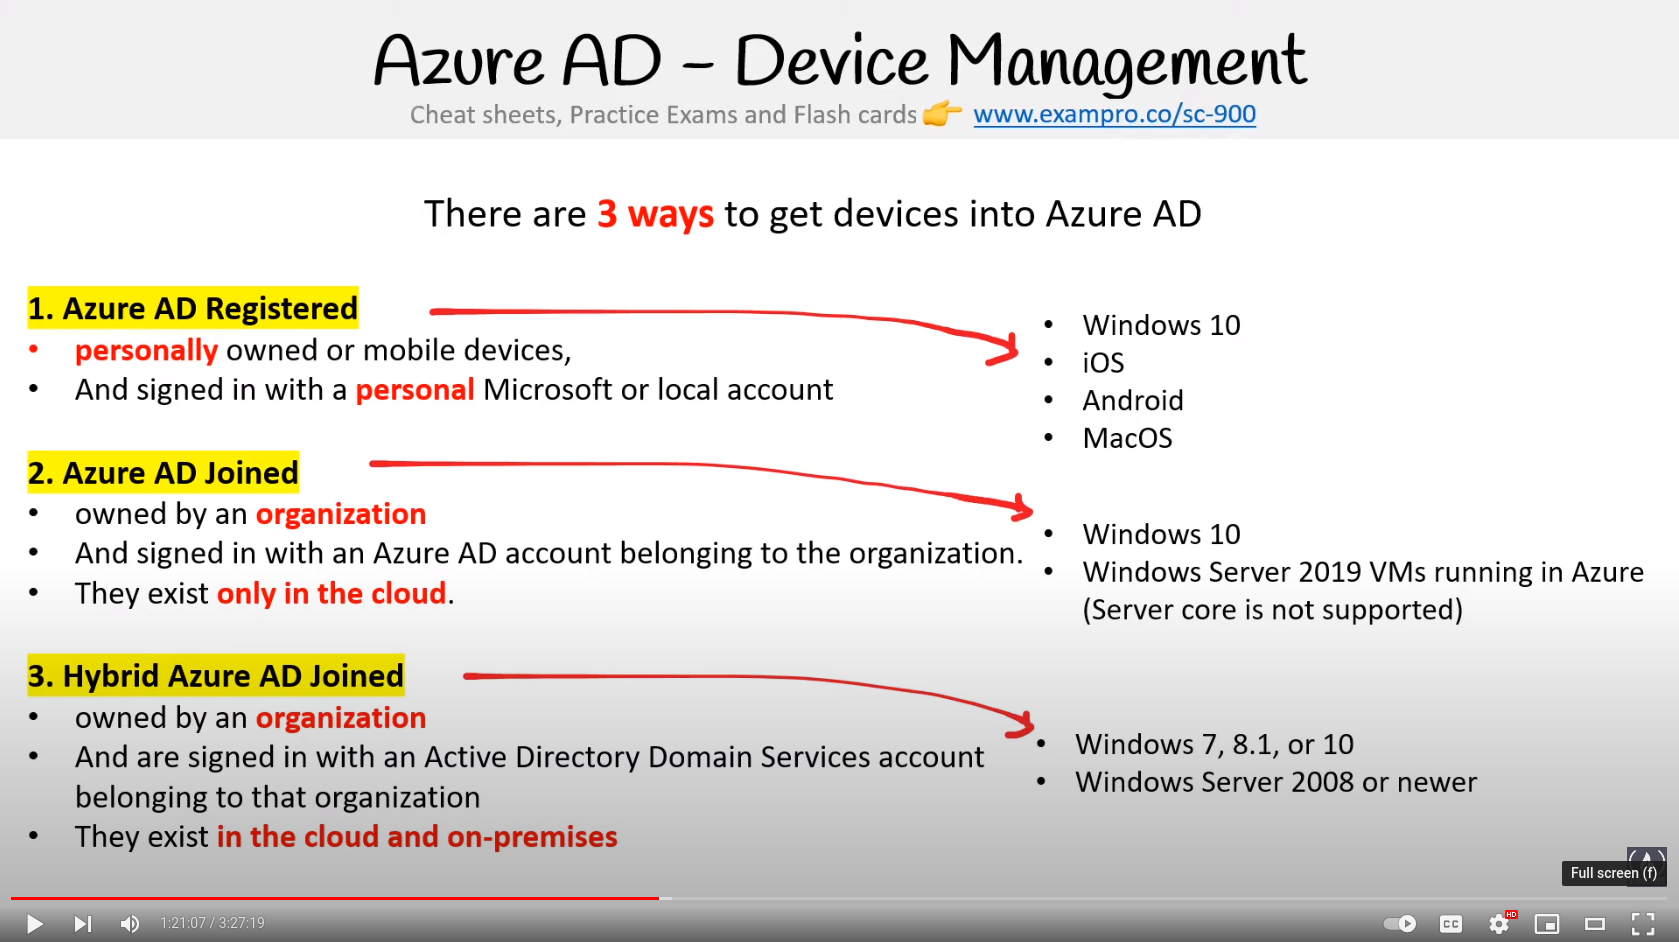 Azure AD – Device Management
Cheat sheets, Practice Exams and Flash cards www.exampro.co/sc-900
There are 3 ways to get devices into Azure AD
1. Azure AD Registered
• personally owned or mobile devices,
• And signed in with a personal Microsoft or local account
• Windows 10
• iOS
• Android
• MacOS
2. Azure AD Joined
• owned by an organization
• And signed in with an Azure AD account belonging to the organization.
• They exist only in the cloud.
• Windows 10
• Windows Server 2019 VMs running in Azure
(Server core is not supported)
3. Hybrid Azure AD Joined
• owned by an organization
• And are signed in with an Active Directory Domain Services account
belonging to that organization
• They exist in the cloud and on-premises
• Windows 7, 8.1, or 10
• Windows Server 2008 or newer
Full screen (f)
1:21:07 / 3:27:19
CC
HD